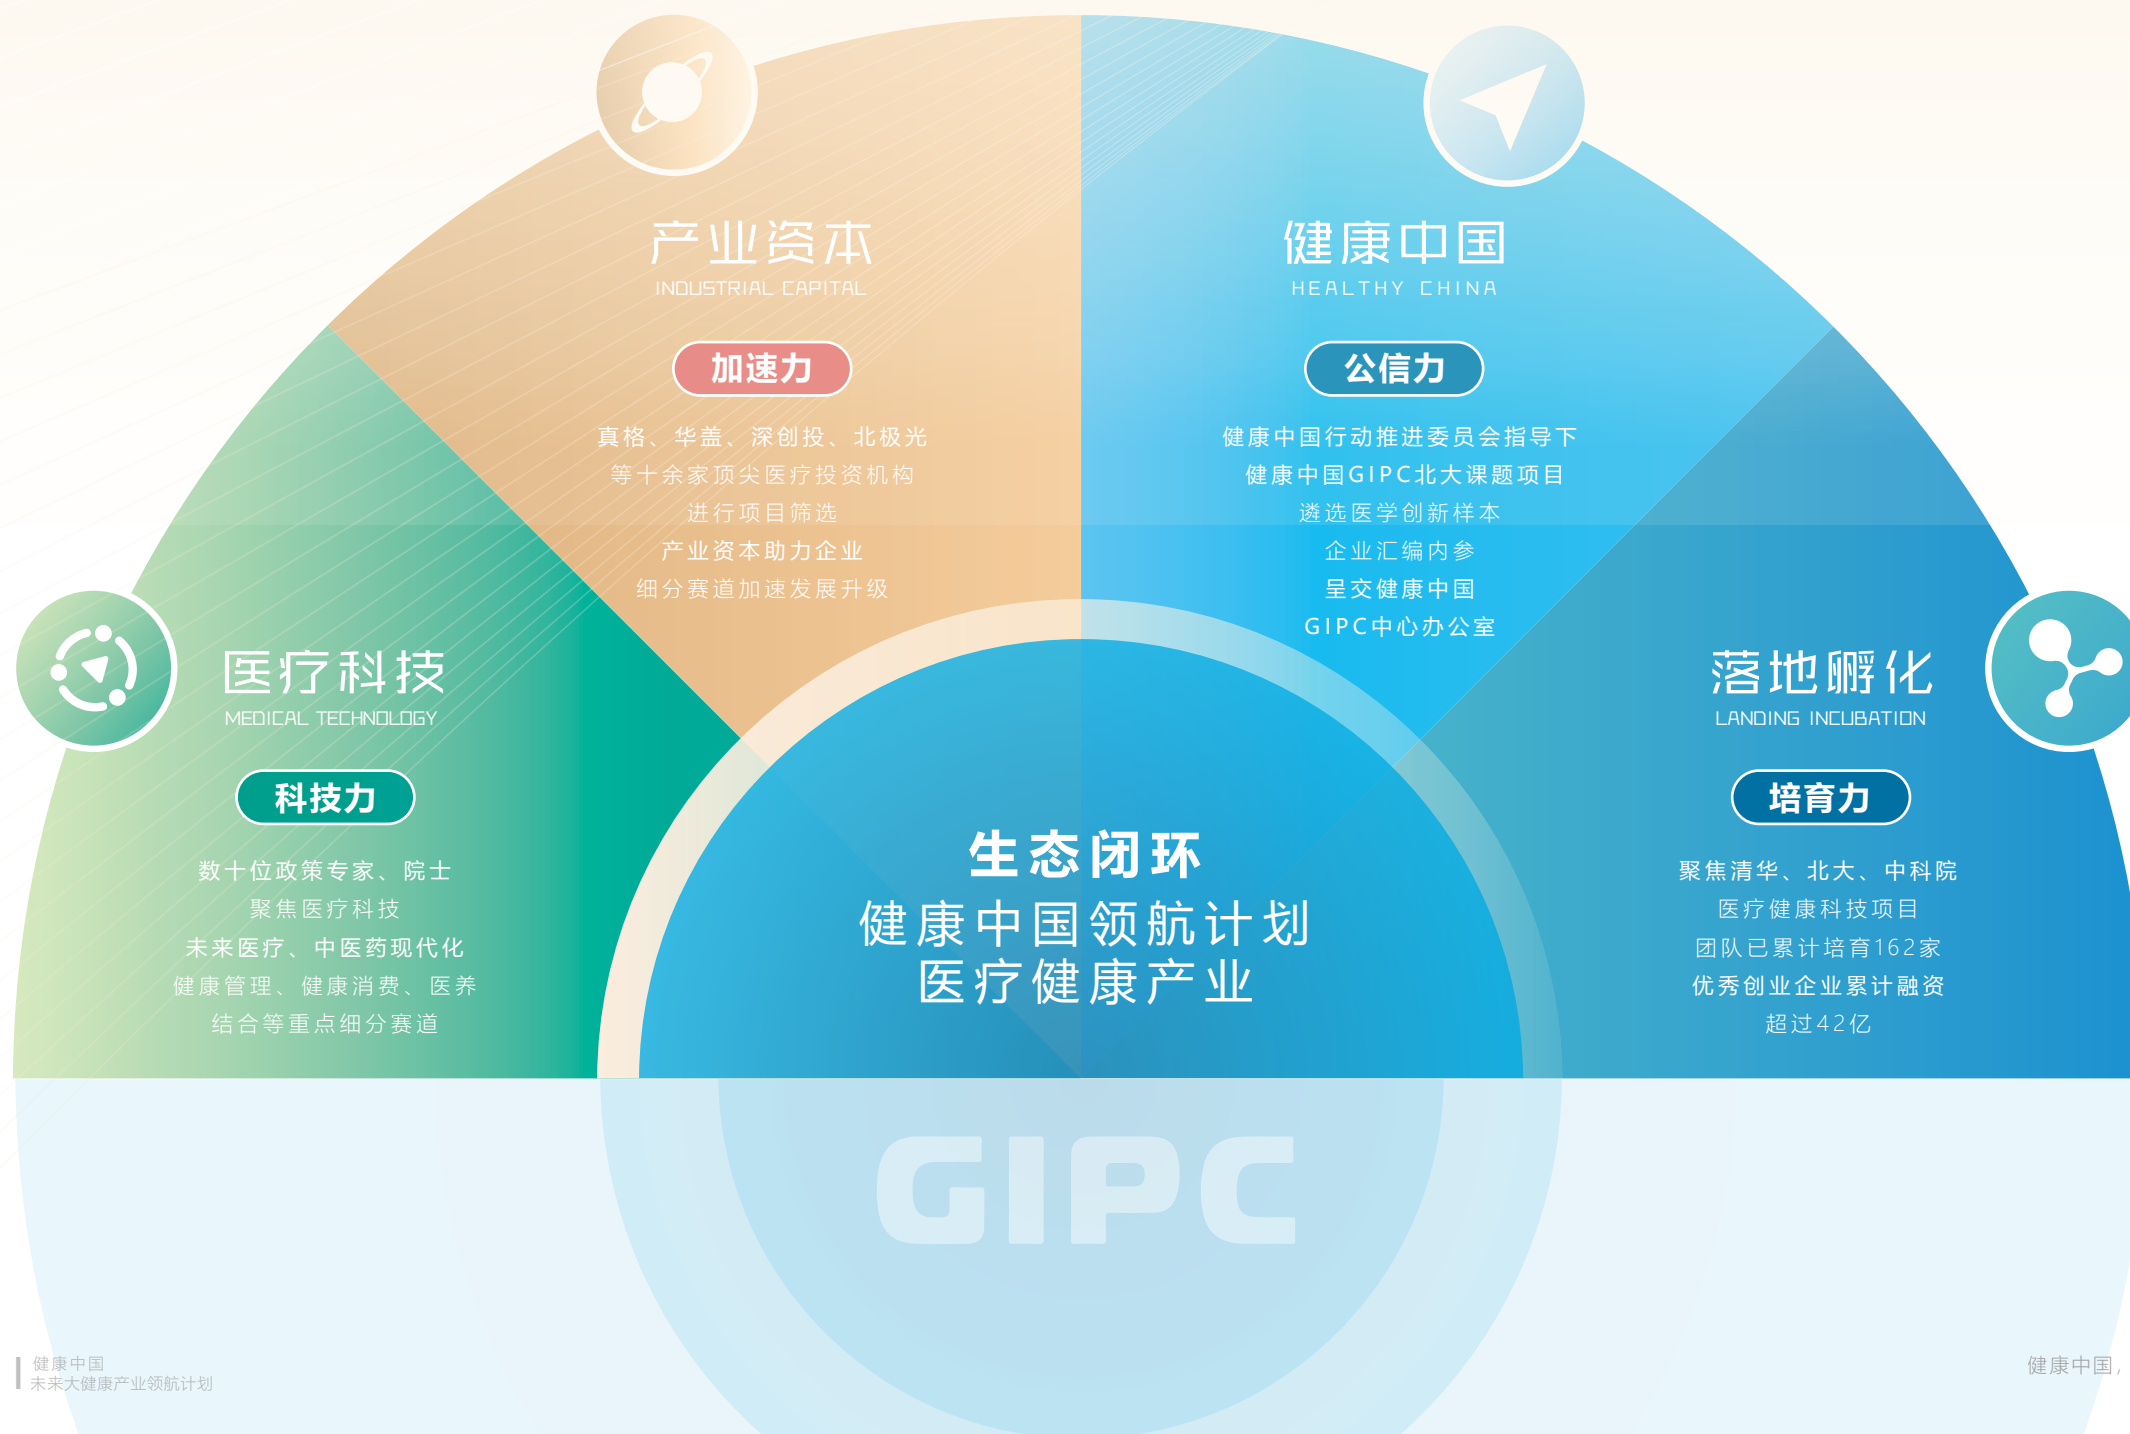 产业资本
INDUSTRIAL CAPITAL
加速力
真格、华盖、深创投、北极光
等十余家顶尖医疗投资机构
进行项目筛选
产业资本助力企业
细分赛道加速发展升级
健康中国
HEALTHY CHINA
公信力
健康中国行动推进委员会指导下
健康中国GIPC北大课题项目
遴选医学创新样本
企业汇编内参
呈交健康中国
GIPC中心办公室
医疗科技
MEDICAL TECHNOLOGY
科技力
数十位政策专家、院士
聚焦医疗科技
未来医疗、中医药现代化
健康管理、健康消费、医养
结合等重点细分赛道
落地孵化
LANDING INCUBATION
培育力
聚焦清华、北大、中科院
医疗健康科技项目
团队已累计培育162家
优秀创业企业累计融资
超过42亿
生态闭环
健康中国领航计划
医疗健康产业
GIPC
健康中国
未来大健康产业领航计划
健康中国,